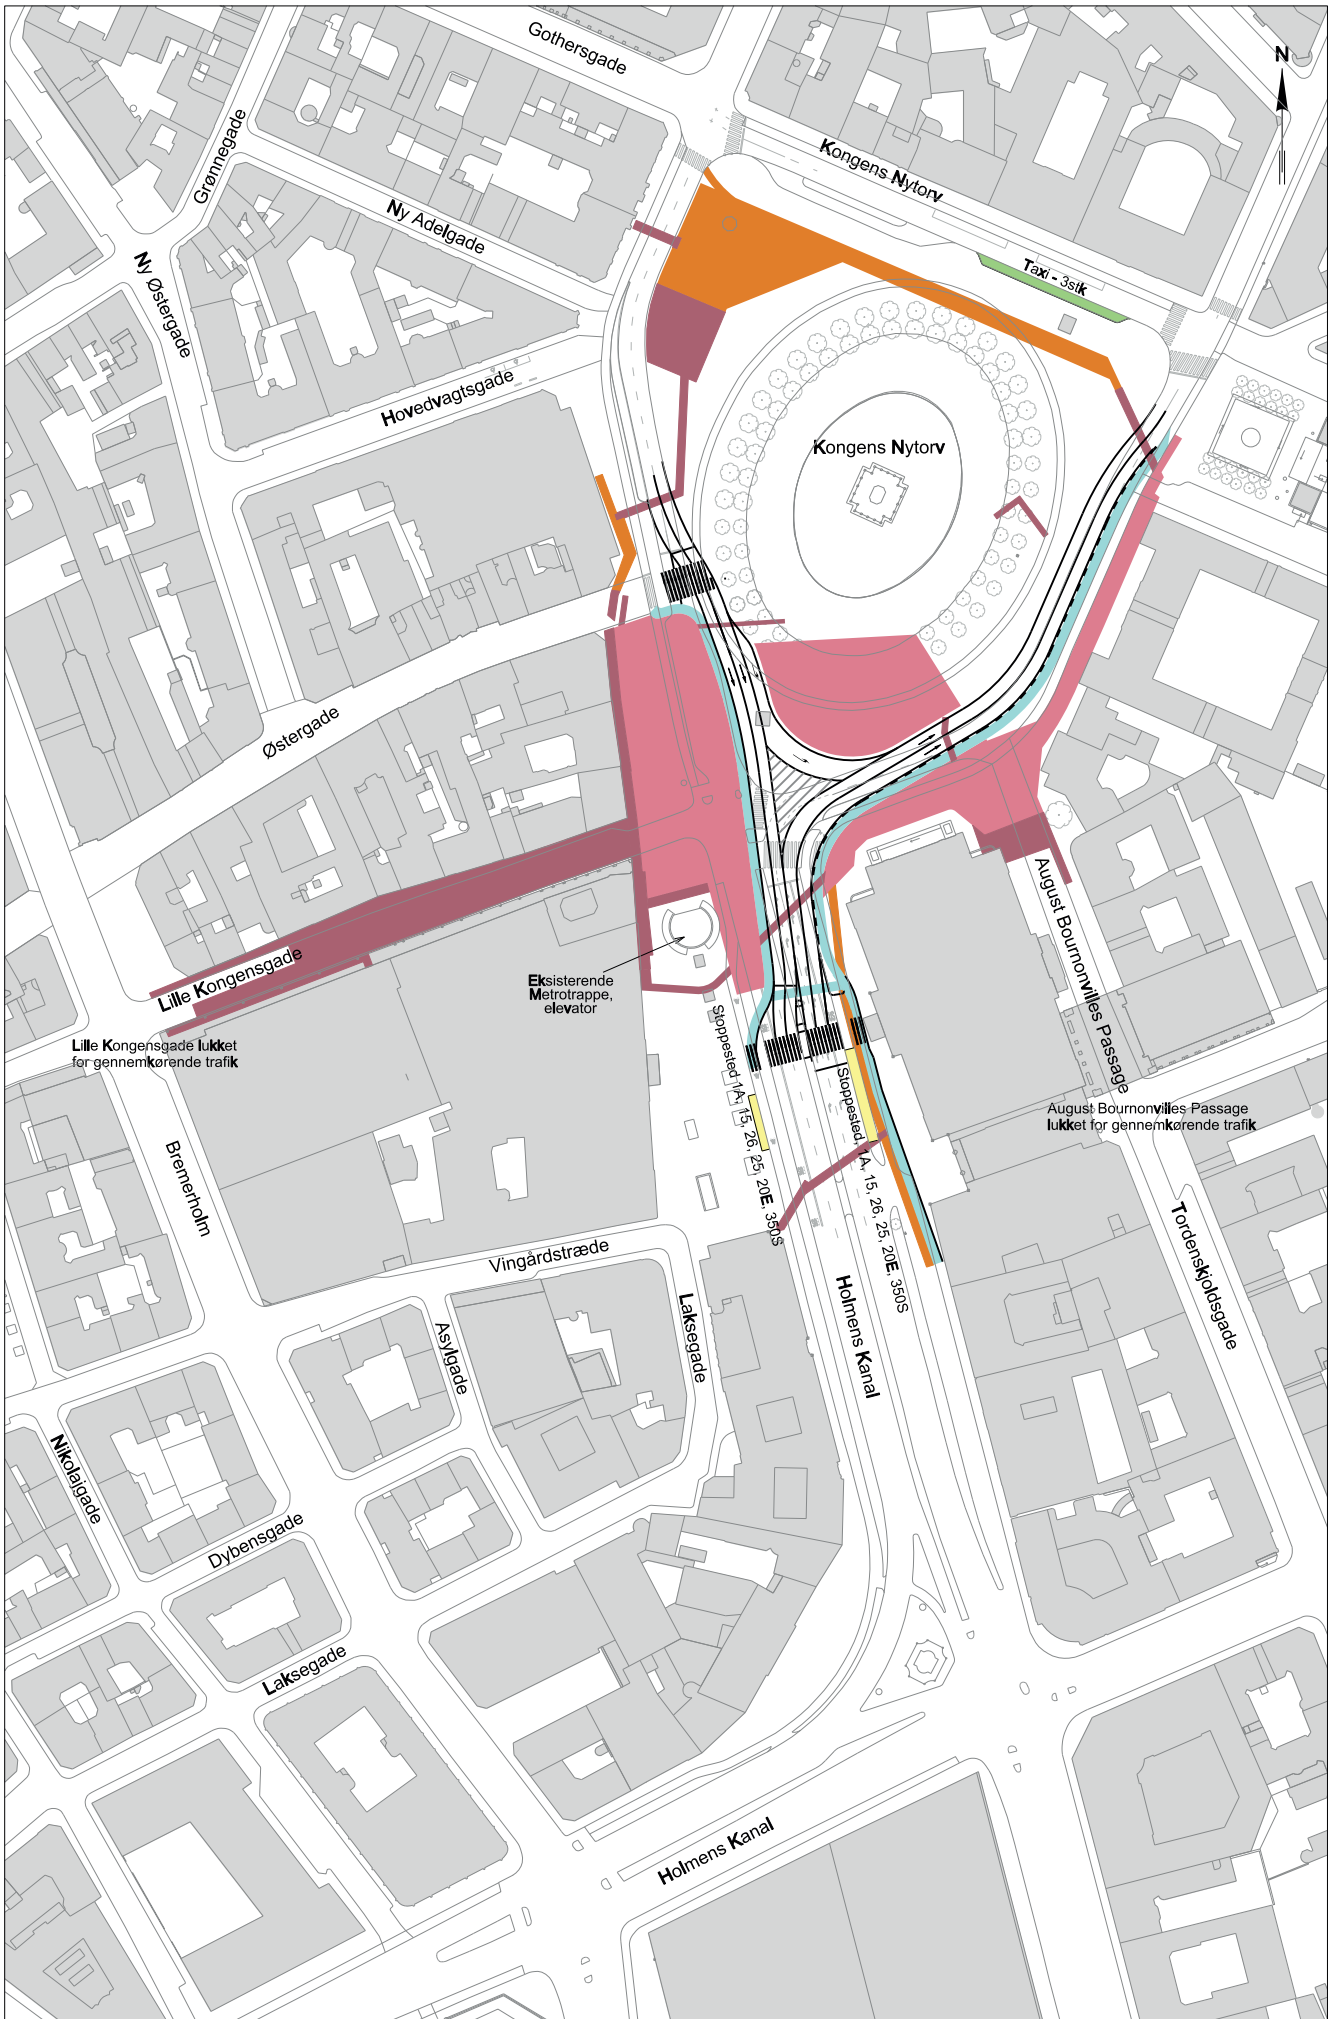 Gothersgade
N
Grønnegade
Kongens Nytorv
Ny Adelgade
Ny Østergade
Taxi - 3stk
Hovedvagtsgade
Kongens Nytorv
Østergade
Lille Kongensgade
Eksisterende
Metrotrappe,
elevator
August Bournonvilles Passage
Lille Kongensgade lukket
for gennemkørende trafik
Stoppested 1A, 15, 26, 25, 20E, 350S
Stoppested, 1A, 15, 26, 25, 20E, 350S
August Bournonvilles Passage
lukket for gennemkørende trafik
Bremerholm
Vingårdstræde
Tordenskjoldsgade
Laksegade
Holmens Kanal
Asylgade
Nikolajgade
Dybensgade
Laksegade
Holmens Kanal